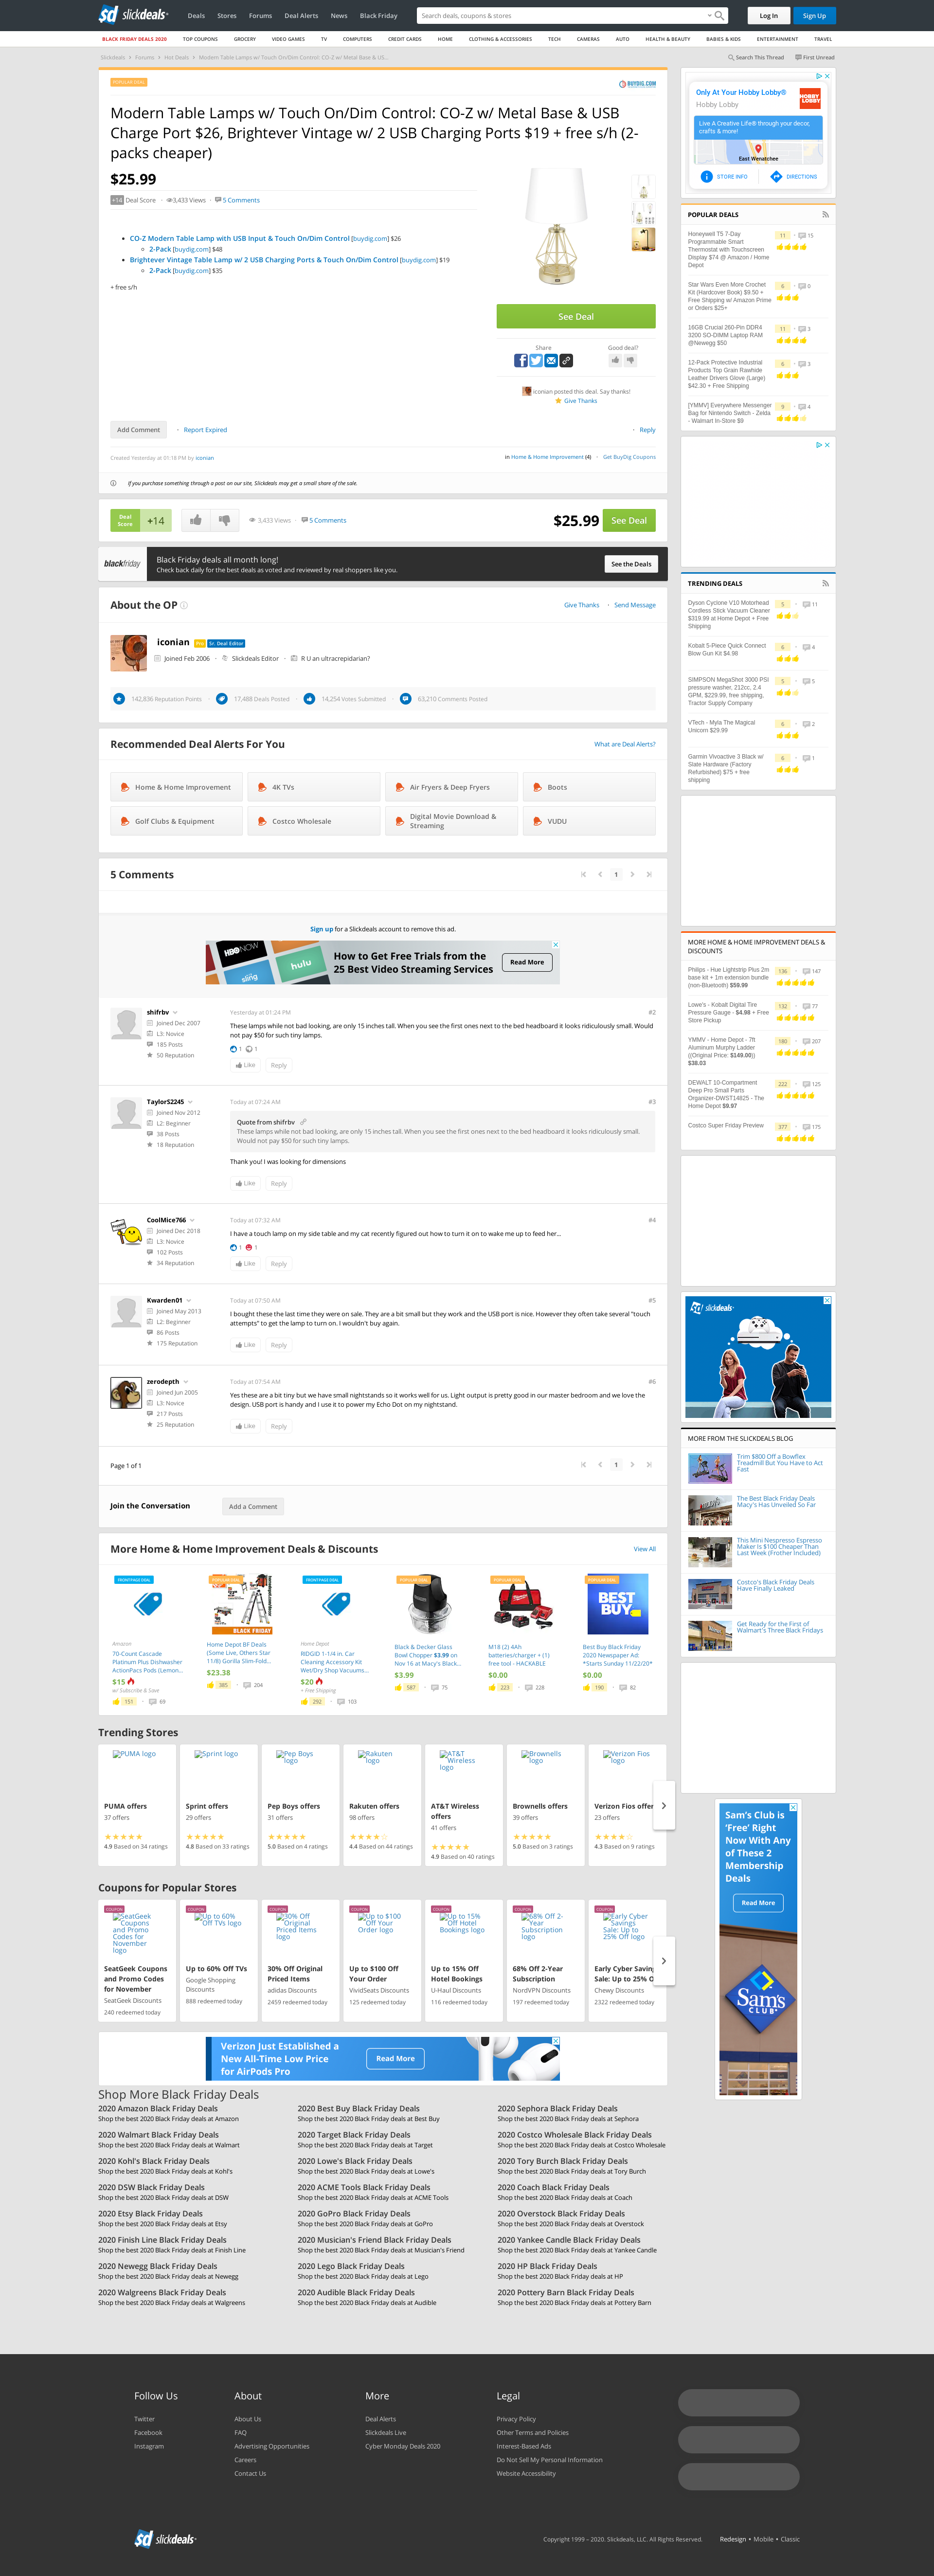 slickdeals
Deals Stores Forums Deal Alerts News Black Friday
Search deals, coupons & stores
Log In Sign Up
BLACK FRIDAY DEALS 2020 TOP COUPONS GROCERY VIDEO GAMES TV COMPUTERS CREDIT CARDS HOME CLOTHING & ACCESSORIES TECH CAMERAS AUTO HEALTH & BEAUTY BABIES & KIDS ENTERTAINMENT TRAVEL
Slickdeals Forums Hot Deals Modern Table Lamps w/ Touch On/Dim Control: CO-Z w/ Metal Base & US...
Search This Thread First Unread
POPULAR DEAL
BUYDIG.COM
Modern Table Lamps w/ Touch On/Dim Control: CO-Z w/ Metal Base & USB
Charge Port $26, Brightever Vintage w/ 2 USB Charging Ports $19 + free s/h (2-
packs cheaper)
$25.99
+14 Deal Score 3,433 Views 5 Comments
CO-Z Modern Table Lamp with USB Input & Touch On/Dim Control [buydig.com] $26
2-Pack [buydig.com] $48
Brightever Vintage Table Lamp w/ 2 USB Charging Ports & Touch On/Dim Control [buydig.com] $19
2-Pack [buydig.com] $35
+ free s/h
See Deal
Share Good deal?
iconian posted this deal. Say thanks!
Give Thanks
Add Comment Report Expired Reply
Created Yesterday at 01:18 PM by iconian
in Home & Home Improvement (4) Get BuyDig Coupons
If you purchase something through a post on our site, Slickdeals may get a small share of the sale.
Deal
Score
+14
3,433 Views 5 Comments
$25.99 See Deal
blackfriday
Black Friday deals all month long!
Check back daily for the best deals as voted and reviewed by real shoppers like you.
See the Deals
About the OP
Give Thanks Send Message
iconian Pro Sr. Deal Editor
Joined Feb 2006 Slickdeals Editor R U an ultracrepidarian?
142,836 Reputation Points 17,488 Deals Posted 14,254 Votes Submitted 63,210 Comments Posted
Recommended Deal Alerts For You
What are Deal Alerts?
Home & Home Improvement 4K TVs Air Fryers & Deep Fryers Boots
Golf Clubs & Equipment Costco Wholesale Digital Movie Download &
Streaming VUDU
5 Comments
1
Sign up for a Slickdeals account to remove this ad.
HBO NOW
sling
hulu
How to Get Free Trials from the
25 Best Video Streaming Services
Read More
shifrbv
Joined Dec 2007
L3: Novice
185 Posts
50 Reputation
Yesterday at 01:24 PM #2
These lamps while not bad looking, are only 15 inches tall. When you see the first ones next to the bed headboard it looks ridiculously small. Would
not pay $50 for such tiny lamps.
1 1
Like Reply
TaylorS2245
Joined Nov 2012
L2: Beginner
38 Posts
18 Reputation
Today at 07:24 AM #3
Quote from shifrbv
These lamps while not bad looking, are only 15 inches tall. When you see the first ones next to the bed headboard it looks ridiculously small.
Would not pay $50 for such tiny lamps.
Thank you! I was looking for dimensions
Like Reply
CoolMice766
Joined Dec 2018
L3: Novice
102 Posts
34 Reputation
Today at 07:32 AM #4
I have a touch lamp on my side table and my cat recently figured out how to turn it on to wake me up to feed her...
1 1
Like Reply
Kwarden01
Joined May 2013
L2: Beginner
86 Posts
175 Reputation
Today at 07:50 AM #5
I bought these the last time they were on sale. They are a bit small but they work and the USB port is nice. However they often take several "touch
attempts" to get the lamp to turn on. I wouldn't buy again.
Like Reply
zerodepth
Joined Jun 2005
L3: Novice
217 Posts
25 Reputation
Today at 07:54 AM #6
Yes these are a bit tiny but we have small nightstands so it works well for us. Light output is pretty good in our master bedroom and we love the
design. USB port is handy and I use it to power my Echo Dot on my nightstand.
Like Reply
Page 1 of 1
1
Join the Conversation Add a Comment
More Home & Home Improvement Deals & Discounts
View All
FRONTPAGE DEAL
Amazon
70-Count Cascade
Platinum Plus Dishwasher
ActionPacs Pods (Lemon...
$15
w/ Subscribe & Save
151 69
POPULAR DEAL
BLACK FRIDAY
Home Depot BF Deals
(Some Live, Others Star
11/8) Gorilla Slim-Fold...
$23.38
385 204
FRONTPAGE DEAL
Home Depot
RIDGID 1-1/4 in. Car
Cleaning Accessory Kit
Wet/Dry Shop Vacuums...
$20
+ Free Shipping
292 103
POPULAR DEAL
Black & Decker Glass
Bowl Chopper $3.99 on
Nov 16 at Macy's Black...
$3.99
587 75
POPULAR DEAL
M18 (2) 4Ah
batteries/charger + (1)
free tool - HACKABLE
$0.00
223 228
POPULAR DEAL
BEST
BUY
Best Buy Black Friday
2020 Newspaper Ad:
*Starts Sunday 11/22/20*
$0.00
190 82
Trending Stores
PUMA logo
PUMA offers
37 offers
4.9 Based on 34 ratings
Sprint logo
Sprint offers
29 offers
4.8 Based on 33 ratings
Pep Boys
logo
Pep Boys offers
31 offers
5.0 Based on 4 ratings
Rakuten
logo
Rakuten offers
98 offers
4.4 Based on 44 ratings
AT&T
Wireless
logo
AT&T Wireless
offers
41 offers
4.9 Based on 40 ratings
Brownells
logo
Brownells offers
39 offers
5.0 Based on 3 ratings
Verizon Fios
logo
Verizon Fios offer
23 offers
4.3 Based on 9 ratings
Coupons for Popular Stores
COUPON
SeatGeek
Coupons
and Promo
Codes for
November
logo
SeatGeek Coupons
and Promo Codes
for November
SeatGeek Discounts
240 redeemed today
COUPON
Up to 60%
Off TVs logo
Up to 60% Off TVs
Google Shopping
Discounts
888 redeemed today
COUPON
30% Off
Original
Priced Items
logo
30% Off Original
Priced Items
adidas Discounts
2459 redeemed today
COUPON
Up to $100
Off Your
Order logo
Up to $100 Off
Your Order
VividSeats Discounts
125 redeemed today
COUPON
Up to 15%
Off Hotel
Bookings logo
Up to 15% Off
Hotel Bookings
U-Haul Discounts
116 redeemed today
COUPON
68% Off 2-
Year
Subscription
logo
68% Off 2-Year
Subscription
NordVPN Discounts
197 redeemed today
COUPON
Early Cyber
Savings
Sale: Up to
25% Off logo
Early Cyber Saving
Sale: Up to 25% O
Chewy Discounts
2322 redeemed today
Verizon Just Established a
New All-Time Low Price
for AirPods Pro
Read More
Shop More Black Friday Deals
2020 Amazon Black Friday Deals
Shop the best 2020 Black Friday deals at Amazon
2020 Best Buy Black Friday Deals
Shop the best 2020 Black Friday deals at Best Buy
2020 Sephora Black Friday Deals
Shop the best 2020 Black Friday deals at Sephora
2020 Walmart Black Friday Deals
Shop the best 2020 Black Friday deals at Walmart
2020 Target Black Friday Deals
Shop the best 2020 Black Friday deals at Target
2020 Costco Wholesale Black Friday Deals
Shop the best 2020 Black Friday deals at Costco Wholesale
2020 Kohl's Black Friday Deals
Shop the best 2020 Black Friday deals at Kohl's
2020 Lowe's Black Friday Deals
Shop the best 2020 Black Friday deals at Lowe's
2020 Tory Burch Black Friday Deals
Shop the best 2020 Black Friday deals at Tory Burch
2020 DSW Black Friday Deals
Shop the best 2020 Black Friday deals at DSW
2020 ACME Tools Black Friday Deals
Shop the best 2020 Black Friday deals at ACME Tools
2020 Coach Black Friday Deals
Shop the best 2020 Black Friday deals at Coach
2020 Etsy Black Friday Deals
Shop the best 2020 Black Friday deals at Etsy
2020 GoPro Black Friday Deals
Shop the best 2020 Black Friday deals at GoPro
2020 Overstock Black Friday Deals
Shop the best 2020 Black Friday deals at Overstock
2020 Finish Line Black Friday Deals
Shop the best 2020 Black Friday deals at Finish Line
2020 Musician's Friend Black Friday Deals
Shop the best 2020 Black Friday deals at Musician's Friend
2020 Yankee Candle Black Friday Deals
Shop the best 2020 Black Friday deals at Yankee Candle
2020 Newegg Black Friday Deals
Shop the best 2020 Black Friday deals at Newegg
2020 Lego Black Friday Deals
Shop the best 2020 Black Friday deals at Lego
2020 HP Black Friday Deals
Shop the best 2020 Black Friday deals at HP
2020 Walgreens Black Friday Deals
Shop the best 2020 Black Friday deals at Walgreens
2020 Audible Black Friday Deals
Shop the best 2020 Black Friday deals at Audible
2020 Pottery Barn Black Friday Deals
Shop the best 2020 Black Friday deals at Pottery Barn
Only At Your Hobby Lobby®
Hobby Lobby
HOBBY
LOBBY
Live A Creative Life® through your decor,
crafts & more!
East Wenatchee
STORE INFO DIRECTIONS
POPULAR DEALS
Honeywell T5 7-Day
Programmable Smart
Thermostat with Touchscreen
Display $74 @ Amazon / Home
Depot
11 15
Star Wars Even More Crochet
Kit (Hardcover Book) $9.50 +
Free Shipping w/ Amazon Prime
or Orders $25+
6 0
16GB Crucial 260-Pin DDR4
3200 SO-DIMM Laptop RAM
@Newegg $50
11 3
12-Pack Protective Industrial
Products Top Grain Rawhide
Leather Drivers Glove (Large)
$42.30 + Free Shipping
6 3
[YMMV] Everywhere Messenger
Bag for Nintendo Switch - Zelda
- Walmart In-Store $9
9 4
TRENDING DEALS
Dyson Cyclone V10 Motorhead
Cordless Stick Vacuum Cleaner
$319.99 at Home Depot + Free
Shipping
5 11
Kobalt 5-Piece Quick Connect
Blow Gun Kit $4.98
6 4
SIMPSON MegaShot 3000 PSI
pressure washer, 212cc, 2.4
GPM, $229.99, free shipping,
Tractor Supply Company
5 5
VTech - Myla The Magical
Unicorn $29.99
6 2
Garmin Vivoactive 3 Black w/
Slate Hardware (Factory
Refurbished) $75 + free
shipping
6 1
MORE HOME & HOME IMPROVEMENT DEALS &
DISCOUNTS
Philips - Hue Lightstrip Plus 2m
base kit + 1m extension bundle
(non-Bluetooth) $59.99
136 147
Lowe's - Kobalt Digital Tire
Pressure Gauge - $4.98 + Free
Store Pickup
132 77
YMMV - Home Depot - 7ft
Aluminum Murphy Ladder
((Original Price: $149.00)]
$38.03
180 207
DEWALT 10-Compartment
Deep Pro Small Parts
Organizer-DWST14825 - The
Home Depot $9.97
222 125
Costco Super Friday Preview
377 175
slickdeals
MORE FROM THE SLICKDEALS BLOG
Trim $800 Off a Bowflex
Treadmill But You Have to Act
Fast
The Best Black Friday Deals
Macy's Has Unveiled So Far
This Mini Nespresso Espresso
Maker Is $100 Cheaper Than
Last Week (Frother Included)
Costco's Black Friday Deals
Have Finally Leaked
Get Ready for the First of
Walmart's Three Black Fridays
Sam's Club is
'Free' Right
Now With Any
of These 2
Membership
Deals
Read More
Sam's
CLUB
Follow Us
Twitter
Facebook
Instagram
About
About Us
FAQ
Advertising Opportunities
Careers
Contact Us
More
Deal Alerts
Slickdeals Live
Cyber Monday Deals 2020
Legal
Privacy Policy
Other Terms and Policies
Interest-Based Ads
Do Not Sell My Personal Information
Website Accessibility
slickdeals
Copyright 1999 - 2020. Slickdeals, LLC. All Rights Reserved. Redesign • Mobile • Classic